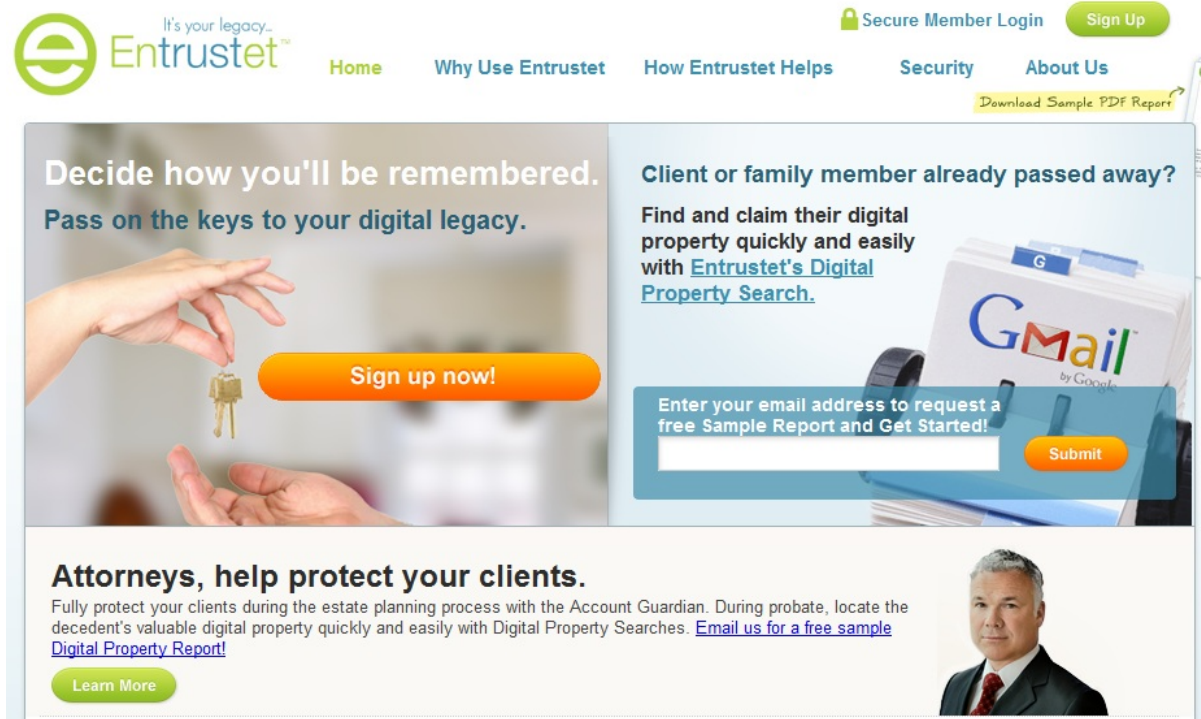 It's your legacy...
Entrustet™
Secure Member Login
Sign Up
Home
Why Use Entrustet
How Entrustet Helps
Security
About Us
Download Sample PDF Report
Decide how you'll be remembered.
Pass on the keys to your digital legacy.
Sign up now!
Client or family member already passed away?
Find and claim their digital
property quickly and easily
with Entrustet's Digital
Property Search.
G
GMail™
by Google
Enter your email address to request a
free Sample Report and Get Started!
Submit
Attorneys, help protect your clients.
Fully protect your clients during the estate planning process with the Account Guardian. During probate, locate the
decedent's valuable digital property quickly and easily with Digital Property Searches. Email us for a free sample
Digital Property Report!
Learn More